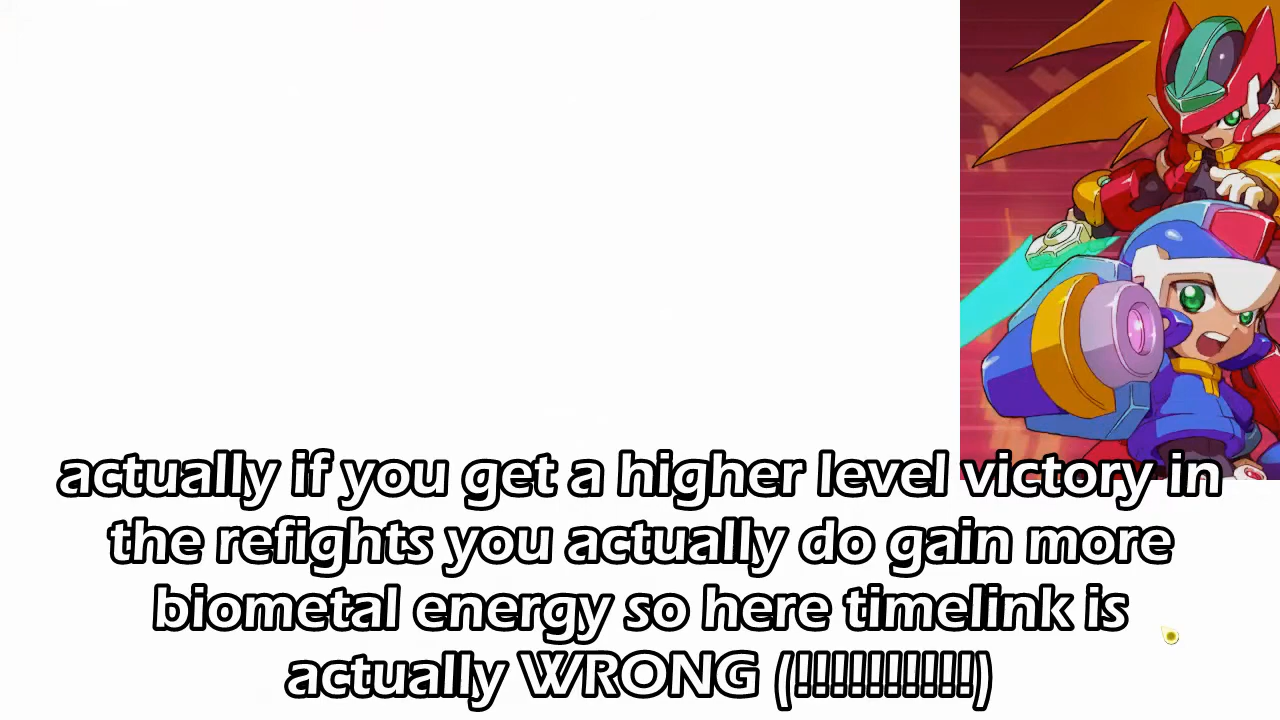 actually if you get a higher level victory in
the refights you actually do gain more
biometal energy so here timelink is
actually WRONG (!!!!!!!!!!)